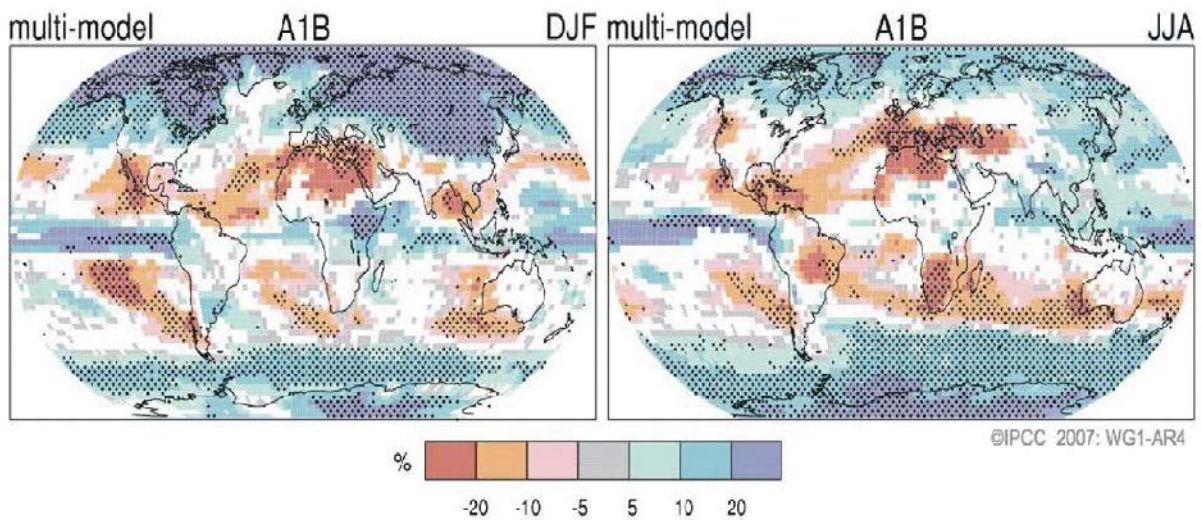 multi-model A1B DJF
multi-model A1B JJA
©IPCC 2007: WG1-AR4
%
-20 -10 -5 5 10 20